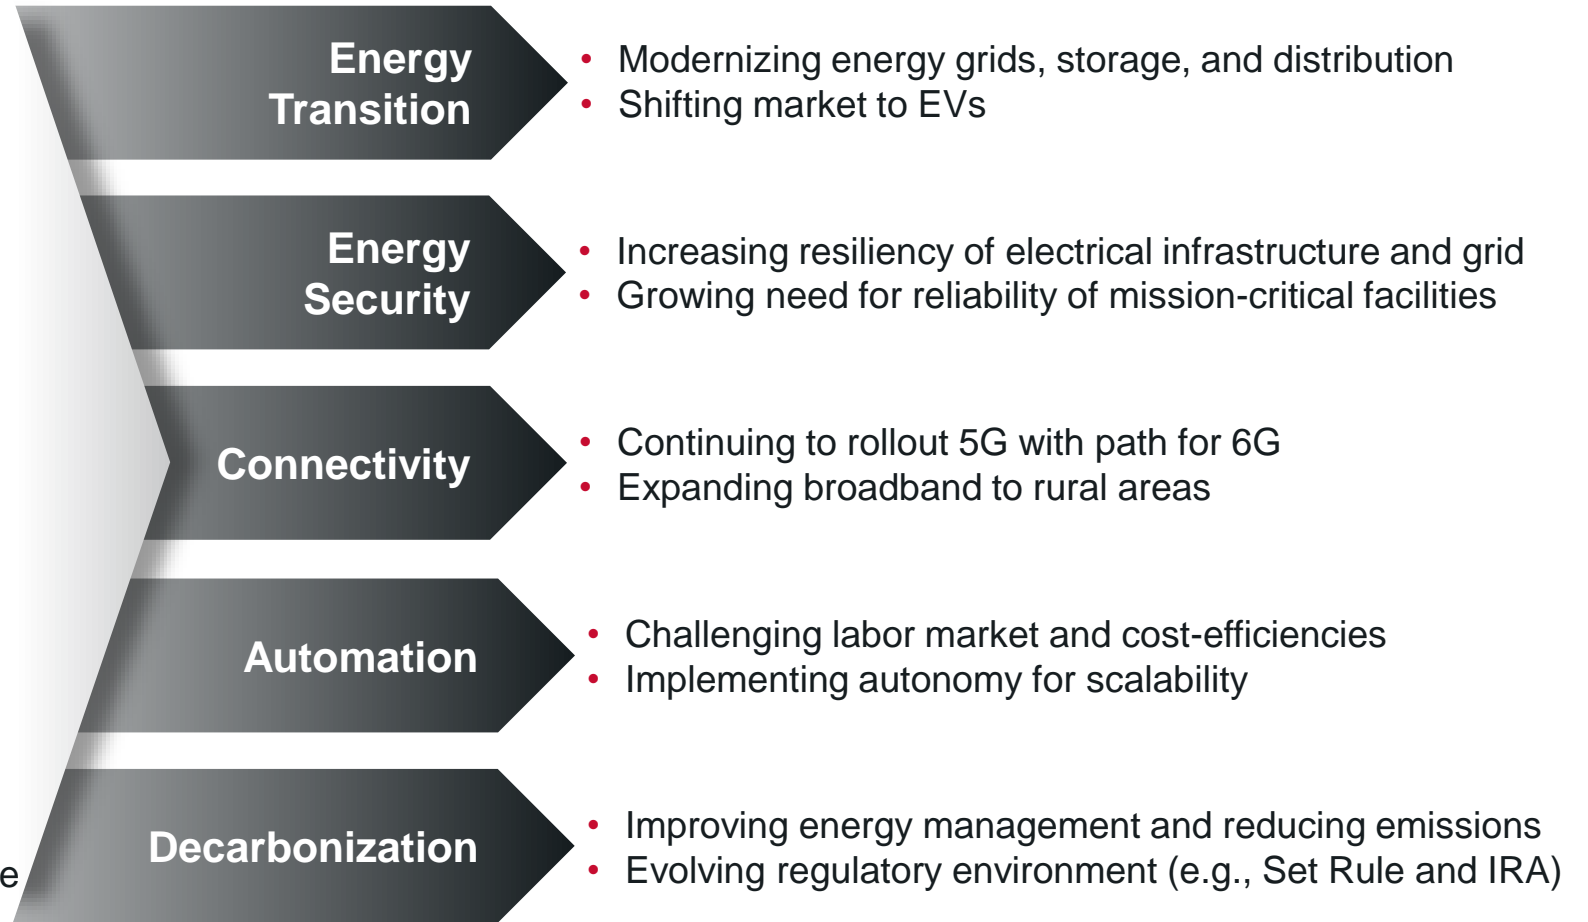 Energy
Transition
• Modernizing energy grids, storage, and distribution
• Shifting market to EVs
Energy
Security
• Increasing resiliency of electrical infrastructure and grid
• Growing need for reliability of mission-critical facilities
Connectivity
• Continuing to rollout 5G with path for 6G
• Expanding broadband to rural areas
Automation
• Challenging labor market and cost-efficiencies
• Implementing autonomy for scalability
Decarbonization
• Improving energy management and reducing emissions
• Evolving regulatory environment (e.g., Set Rule and IRA)
e